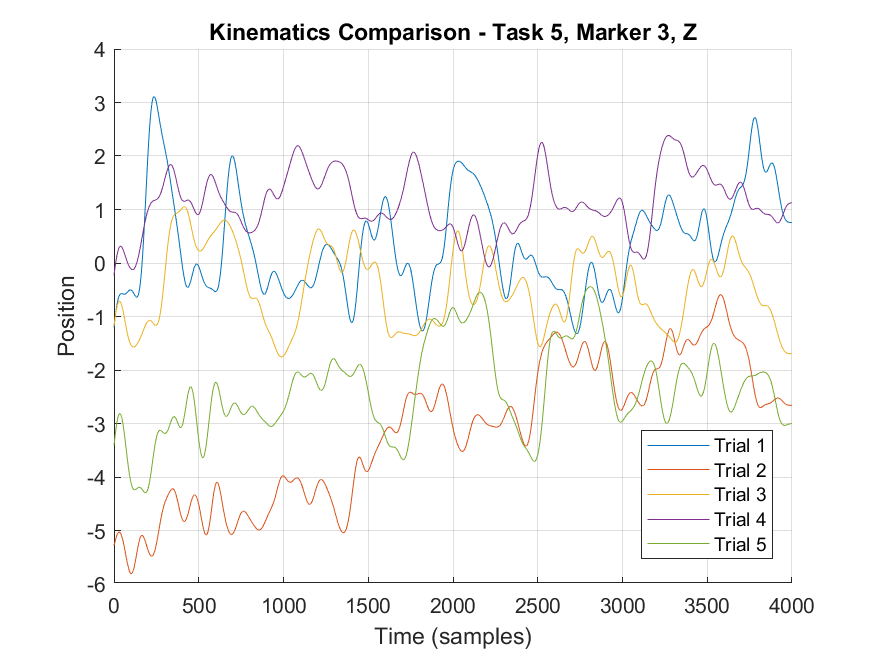 Kinematics Comparison - Task 5, Marker 3, Z
4
3
2
1
0
-1
-2
-3
-4
-5
-6
Position
Trial 1
Trial 2
Trial 3
Trial 4
Trial 5
0 500 1000 1500 2000 2500 3000 3500 4000
Time (samples)